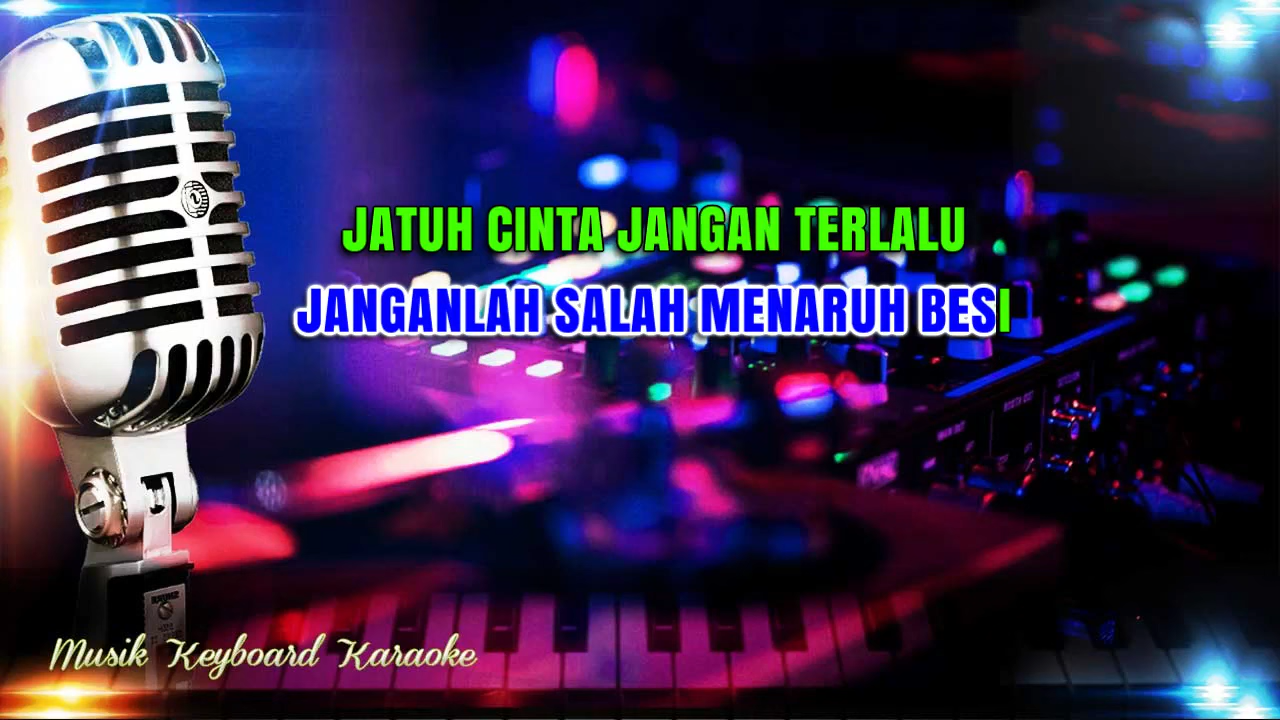 JATUH CINTA JANGAN TERLALU
JANGANLAH SALAH MENARUH BESI
Musik Keyboard Karaoke